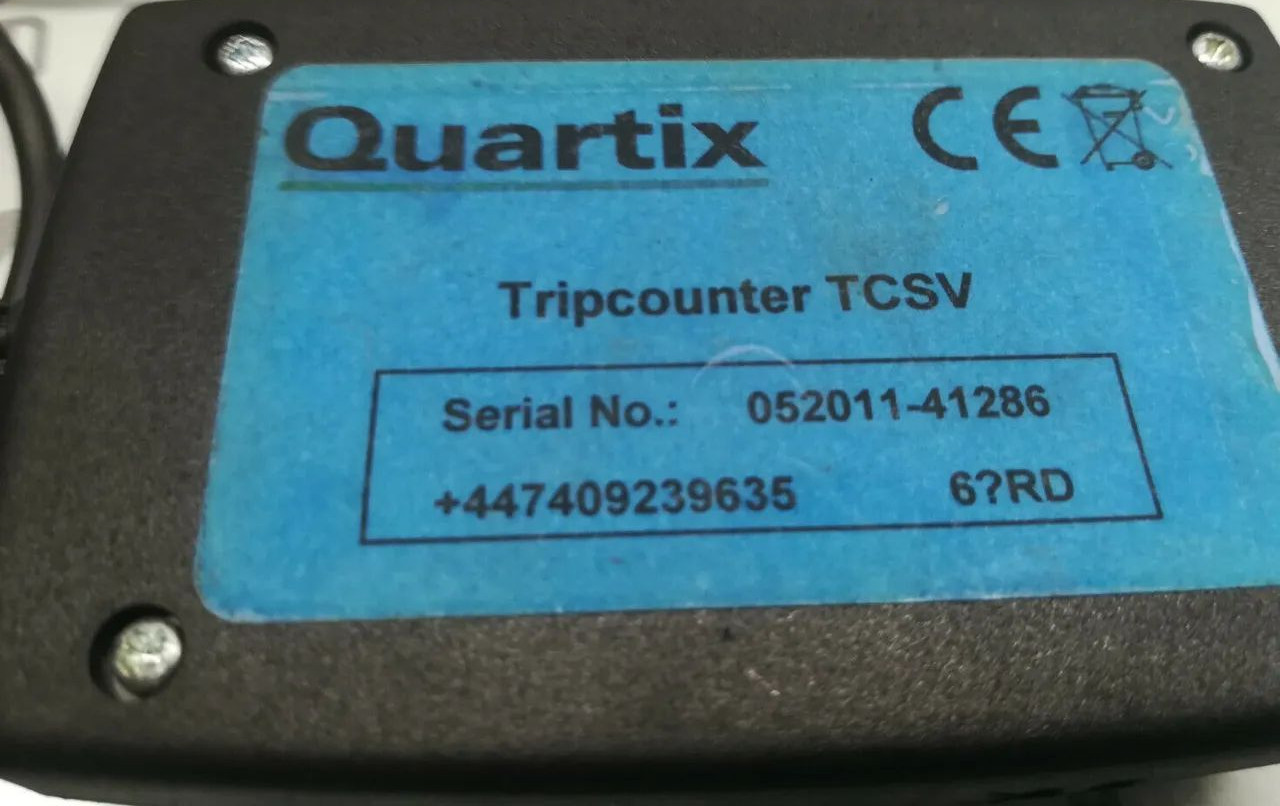 Quartix CE
Tripcounter TCSV
Serial No.: 052011-41286
+447409239635 6?RD